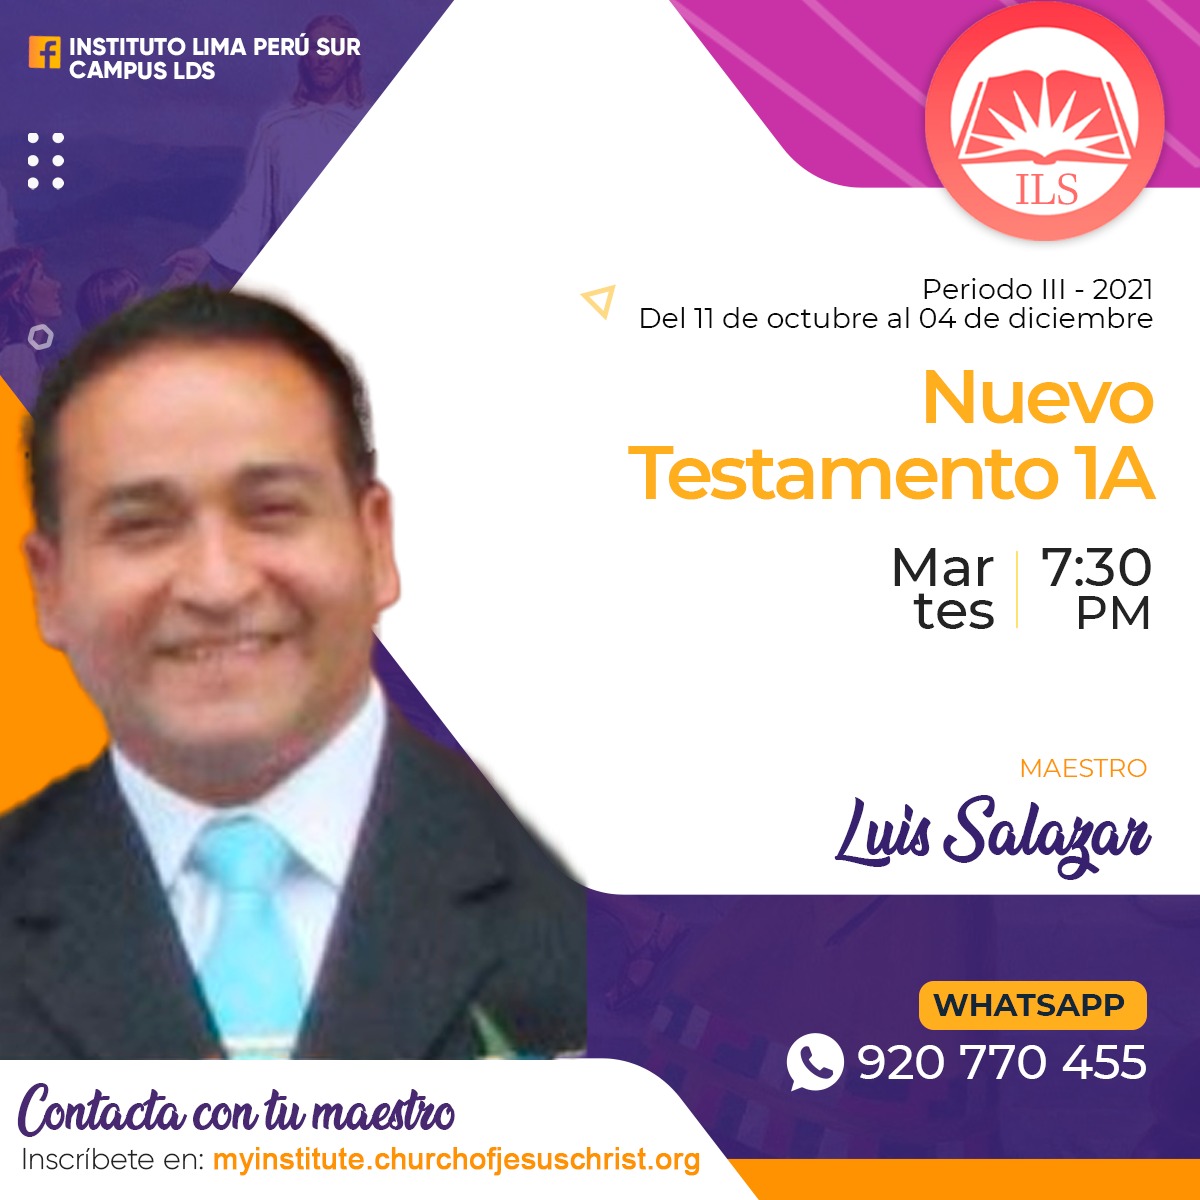 INSTITUTO LIMA PERÚ SUR
CAMPUS LDS
ILS
Periodo III - 2021
Del 11 de octubre al 04 de diciembre
Nuevo
Testamento 1A
Mar
tes
7:30
PM
MAESTRO
Luis Salazar
WHATSAPP
920 770 455
Contacta con tu maestro
Inscríbete en: myinstitute.churchofjesuschrist.org